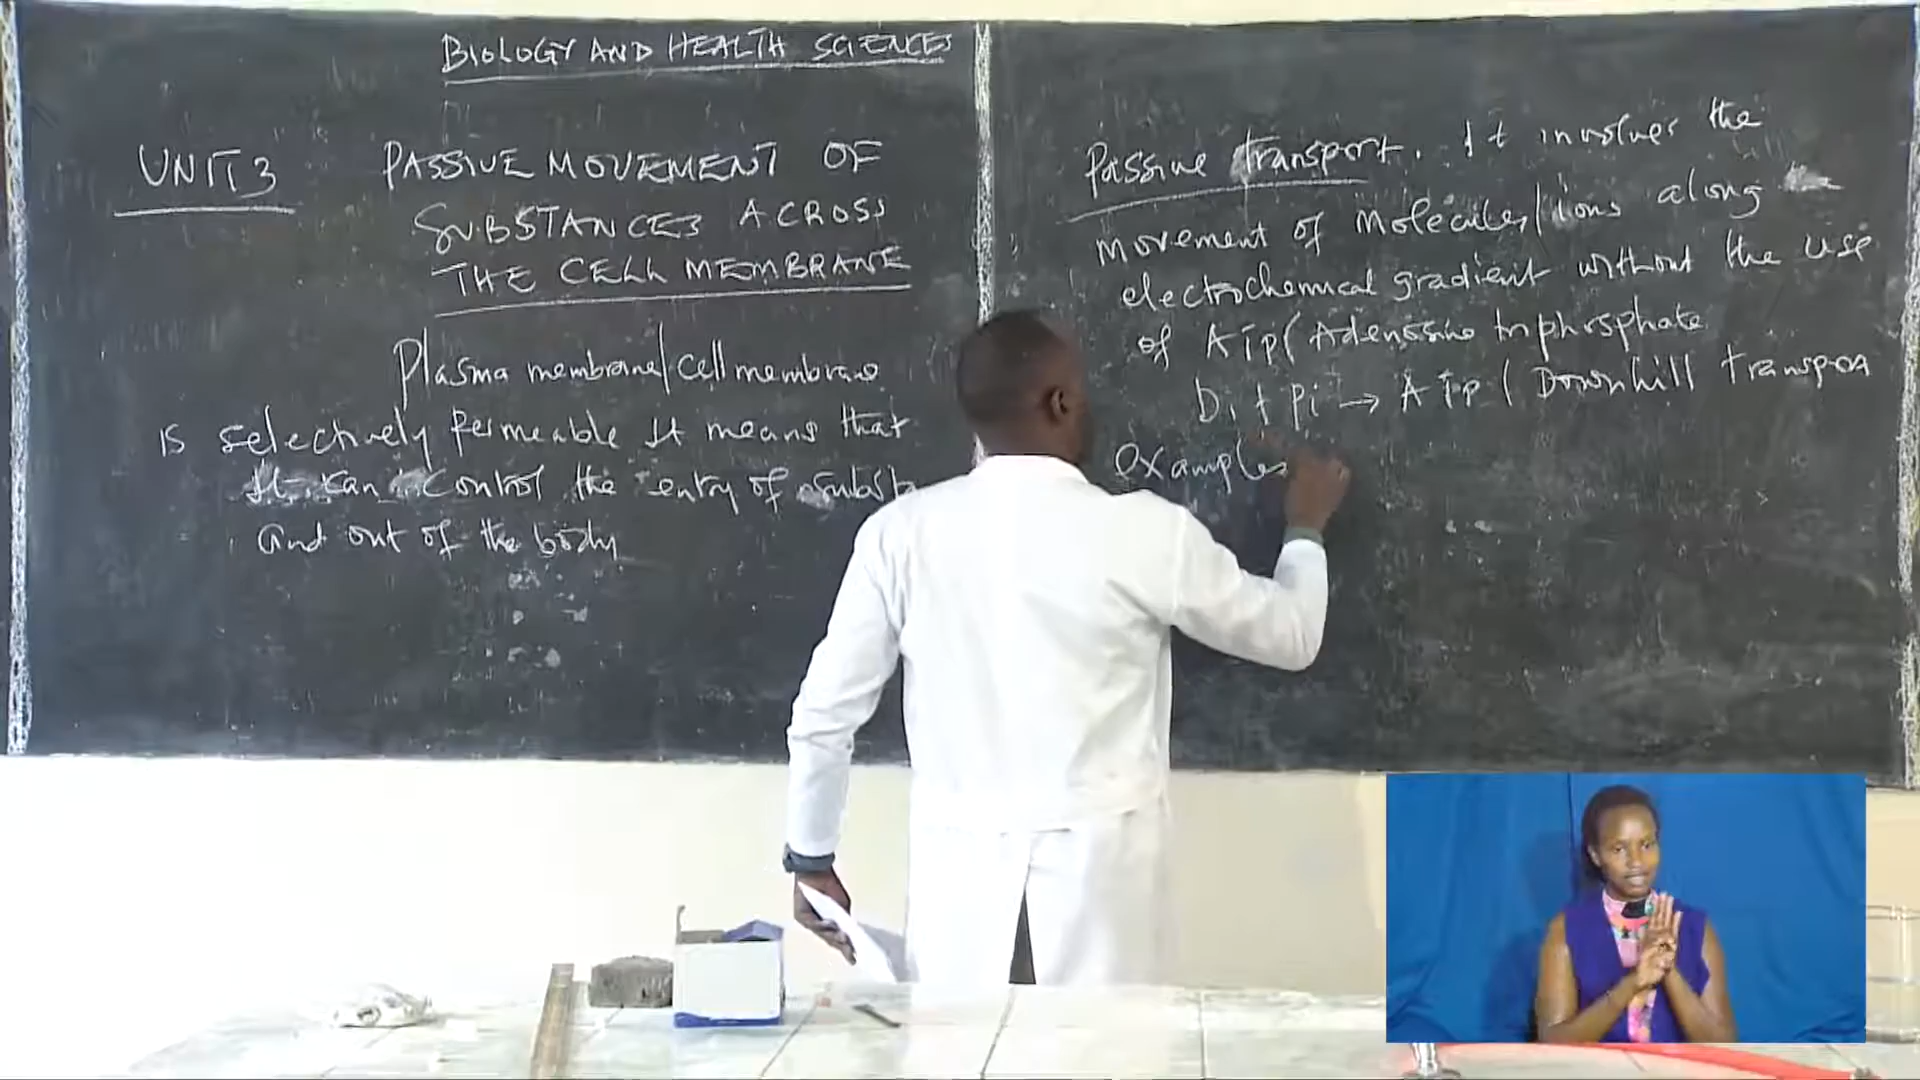 BIOLOGY AND HEALTH SCIENCES
UNIT 3 PASSIVE MOVEMENT OF
SUBSTANCES ACROSS
THE CELL MEMBRANE
Plasma membrane/cell membrane
is selectively permeable It means that
It can control the entry of subst
and out of the body
Passive transport. It involves the
movement of molecules/ions along
electrochemical gradient without the use
of ATP (Adenosine triphosphate
Di + Pi → ATP (Downhill transport
examples